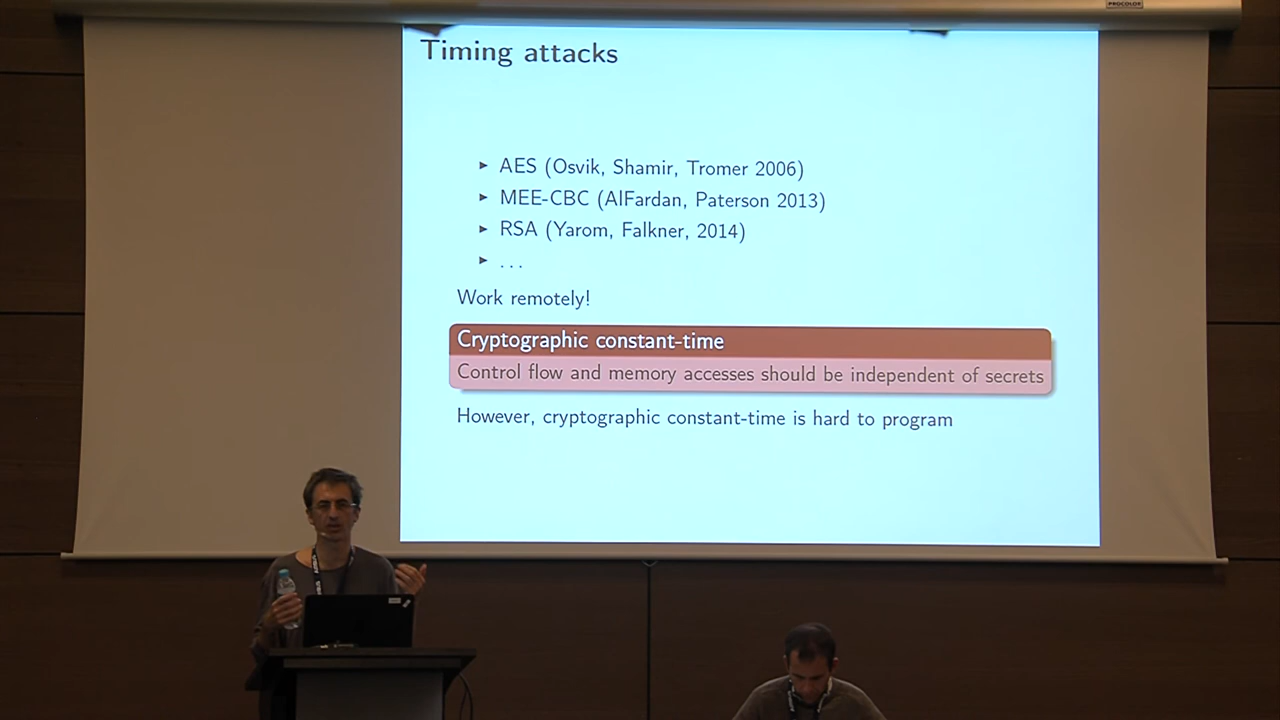 PROCOLOR
Timing attacks
► AES (Osvik, Shamir, Tromer 2006)
► MEE-CBC (AlFardan, Paterson 2013)
► RSA (Yarom, Falkner, 2014)
► ...
Work remotely!
Cryptographic constant-time
Control flow and memory accesses should be independent of secrets
However, cryptographic constant-time is hard to program